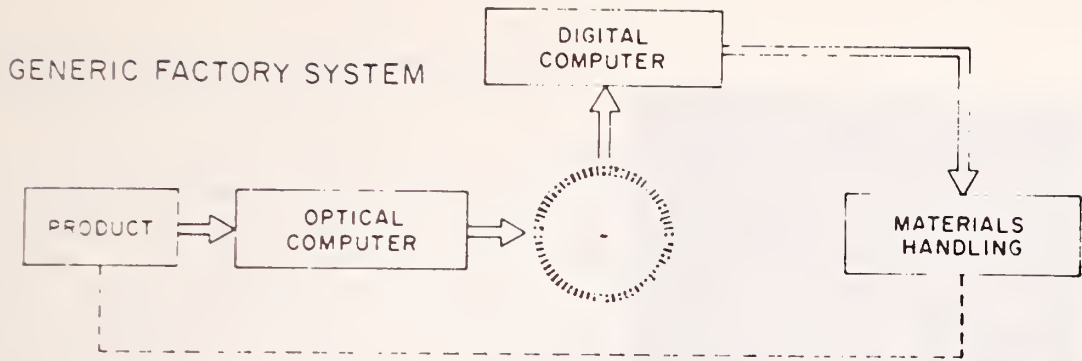 GENERIC FACTORY SYSTEM
DIGITAL
COMPUTER
PRODUCT
OPTICAL
COMPUTER
MATERIALS
HANDLING